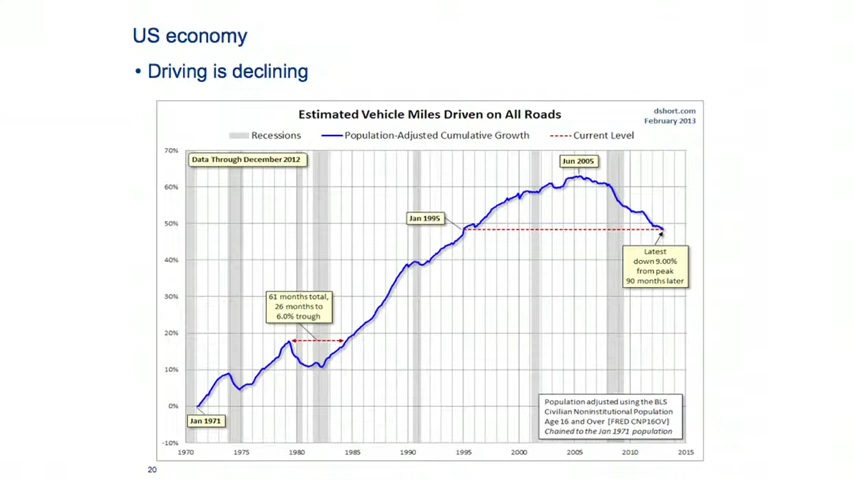 US economy
• Driving is declining
Estimated Vehicle Miles Driven on All Roads
dshort.com
February 2013
Recessions
Population-Adjusted Cumulative Growth
Current Level
70%
60%
50%
40%
30%
20%
10%
0%
-10%
Data Through December 2012
Jun 2005
Jan 1995
Latest
down 9.00%
from peak
90 months later
61 months total,
26 months to
6.0% trough
Jan 1971
Population adjusted using the BLS
Civilian Noninstitutional Population
Age 16 and Over [FRED CNP16OV]
Chained to the Jan 1971 population
1970
1975
1980
1985
1990
1995
2000
2005
2010
2015
20